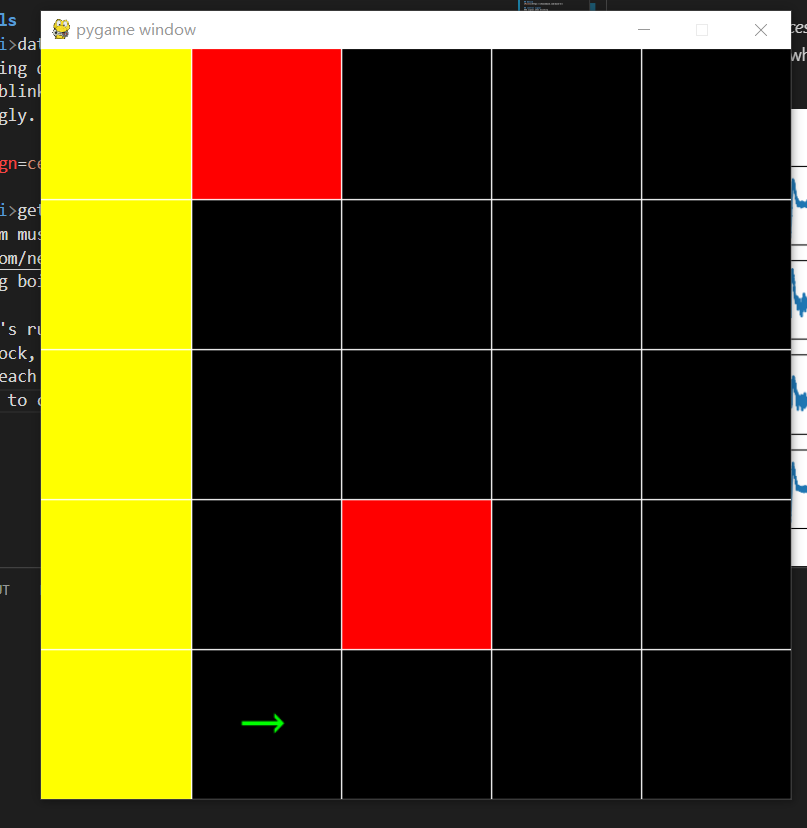 ls
pygame window
i>dat
ing
blink
gly.
gn=ce
i>get
m mus
om/ne
g boi
's ru
ock,
each
to c
UT
→
ces
wh